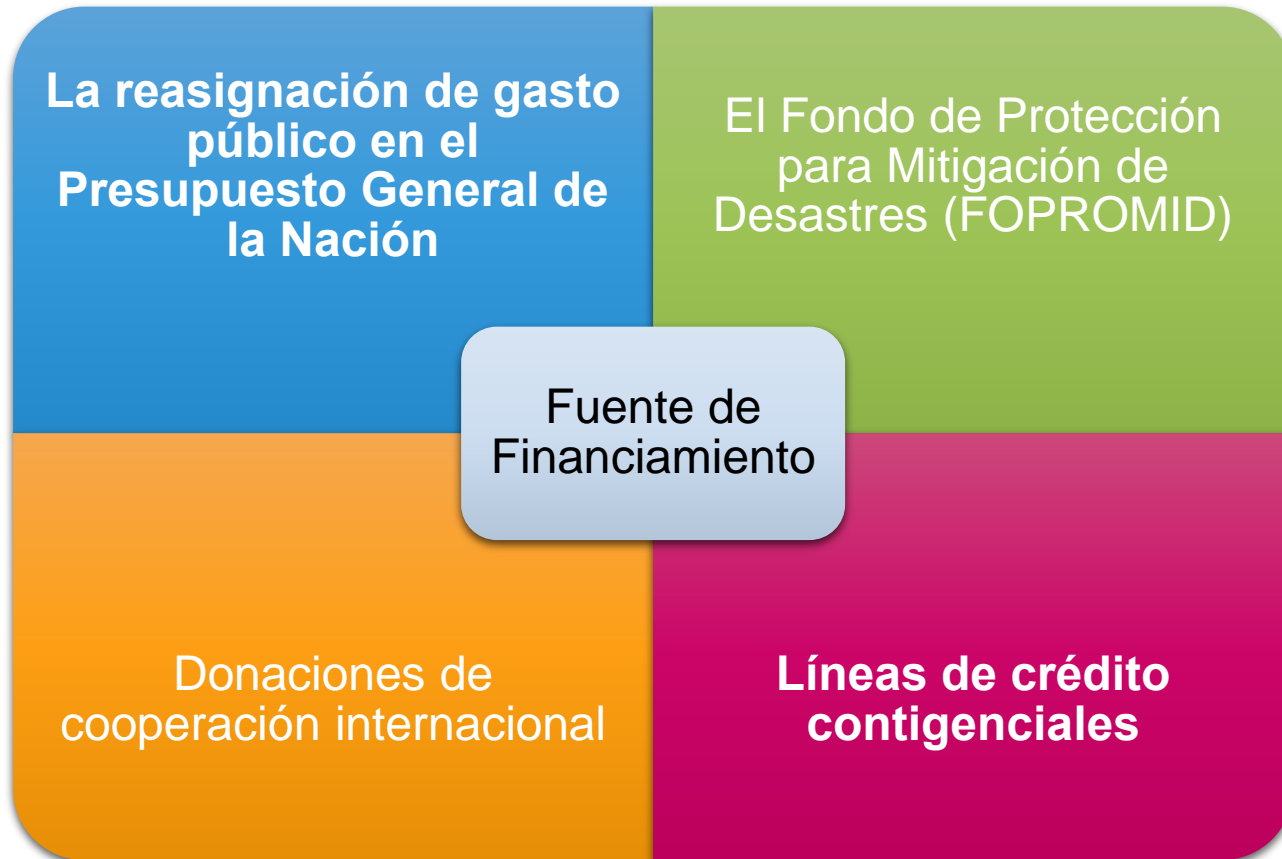 La reasignación de gasto
público en el
Presupuesto General de
la Nación
El Fondo de Protección
para Mitigación de
Desastres (FOPROMID)
Fuente de
Financiamiento
Donaciones de
cooperación internacional
Líneas de crédito
contigenciales